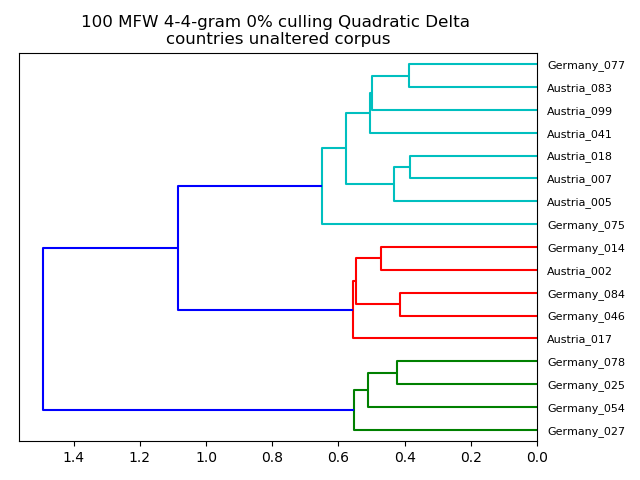 100 MFW 4-4-gram 0% culling Quadratic Delta
countries unaltered corpus
Germany_077
Austria_083
Austria_099
Austria_041
Austria_018
Austria_007
Austria_005
Germany_075
Germany_014
Austria_002
Germany_084
Germany_046
Austria_017
Germany_078
Germany_025
Germany_054
Germany_027
1.4 1.2 1.0 0.8 0.6 0.4 0.2 0.0